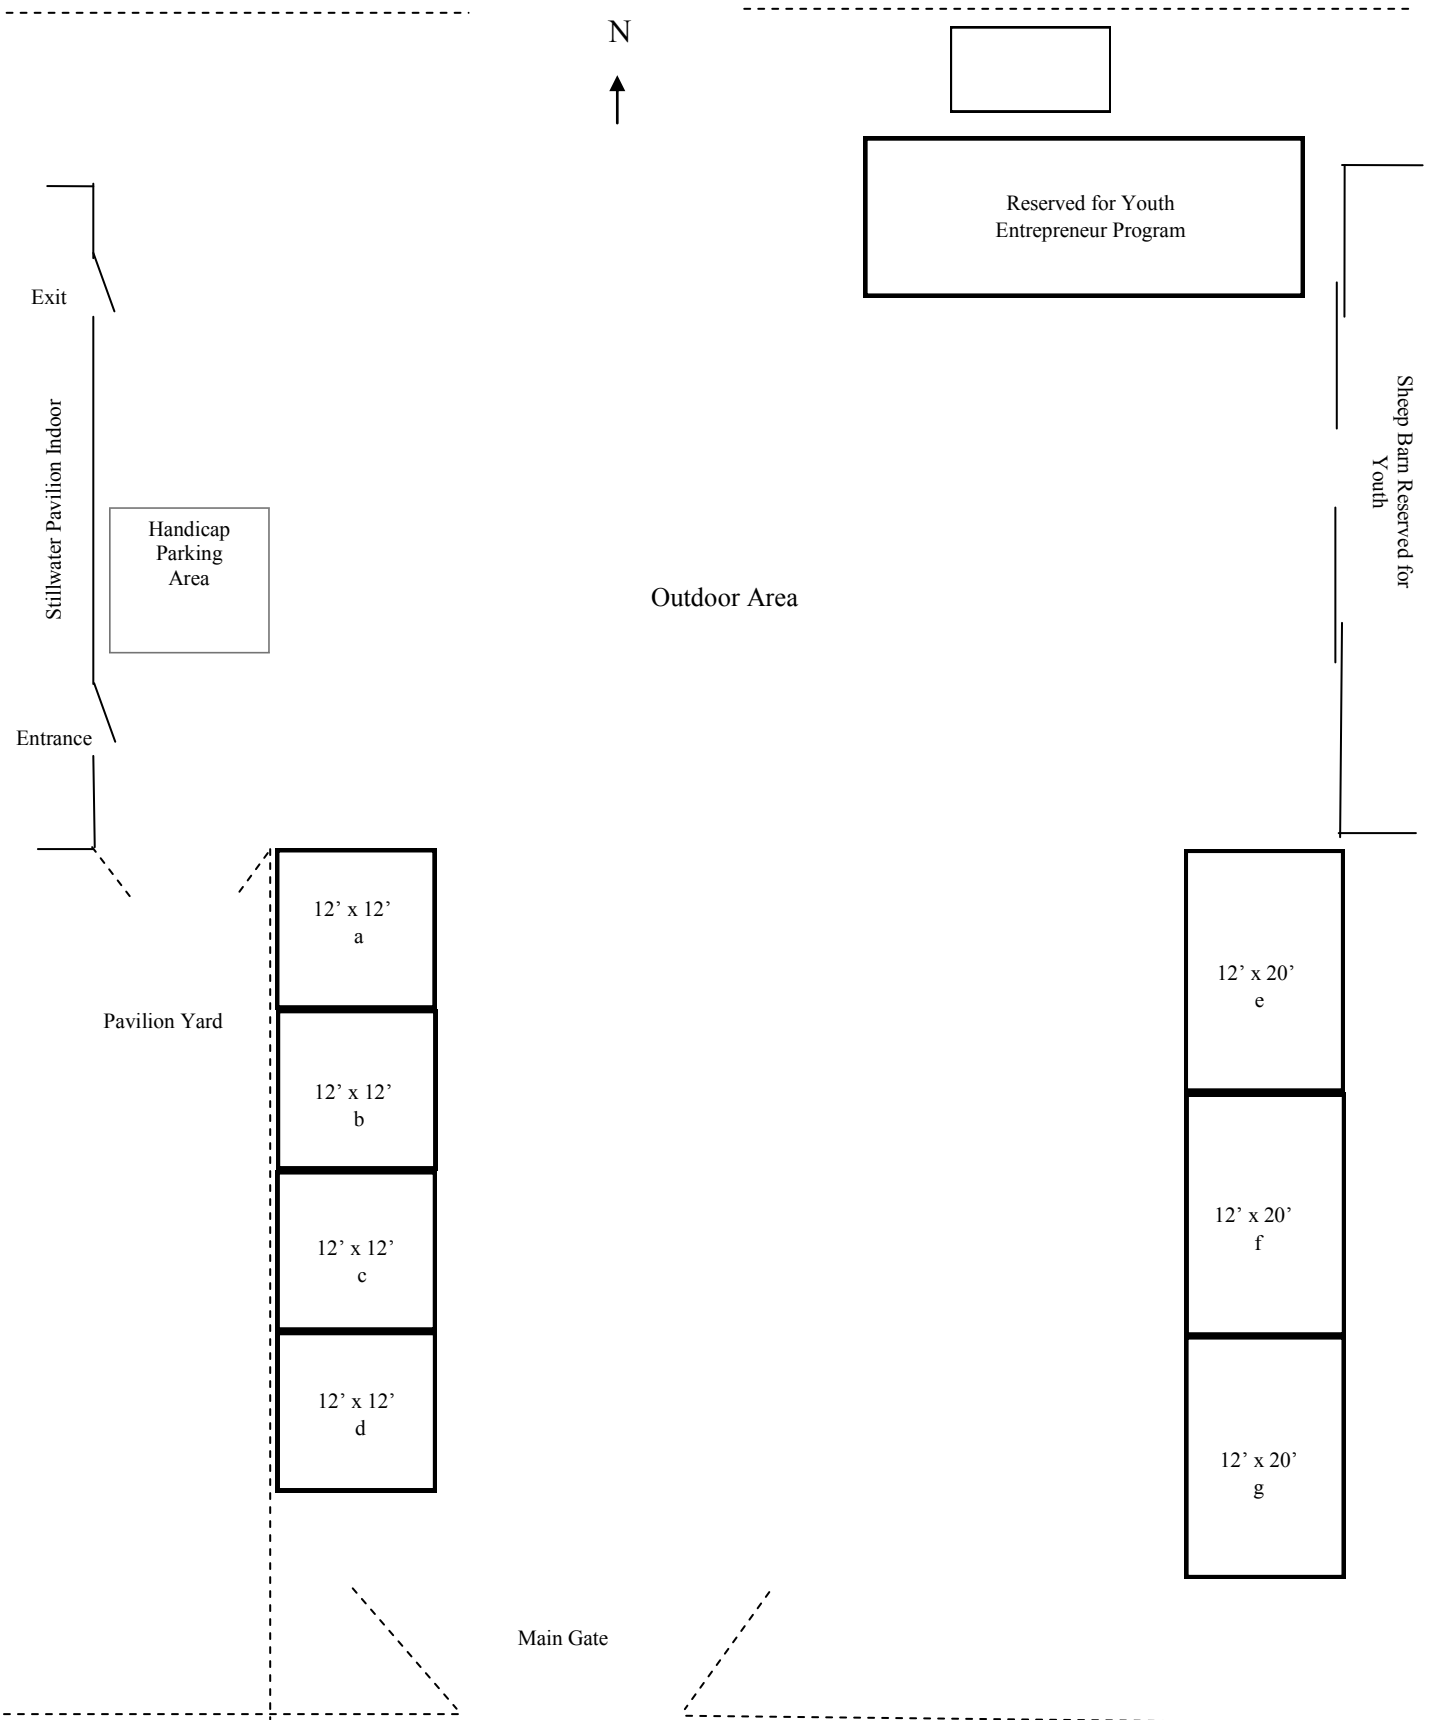 N
Reserved for Youth
Entrepreneur Program
Exit
Stillwater Pavilion Indoor
Sheep Barn Reserved for
Youth
Handicap
Parking
Area
Outdoor Area
Entrance
12’ x 12’
a
12’ x 20’
e
Pavilion Yard
12’ x 12’
b
12’ x 20’
f
12’ x 12’
c
12’ x 12’
d
12’ x 20’
g
Main Gate